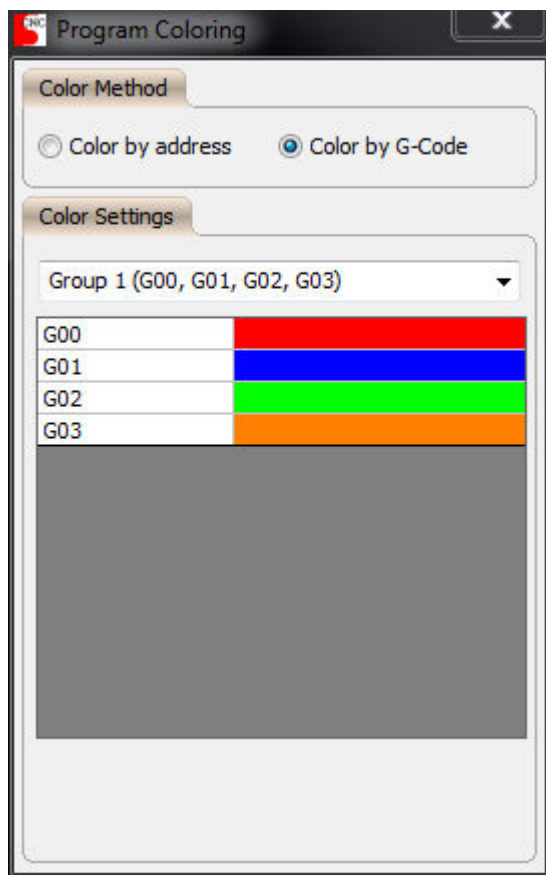 CNC
Program Coloring
X
Color Method
Color by address Color by G-Code
Color Settings
Group 1 (G00, G01, G02, G03)
G00
G01
G02
G03